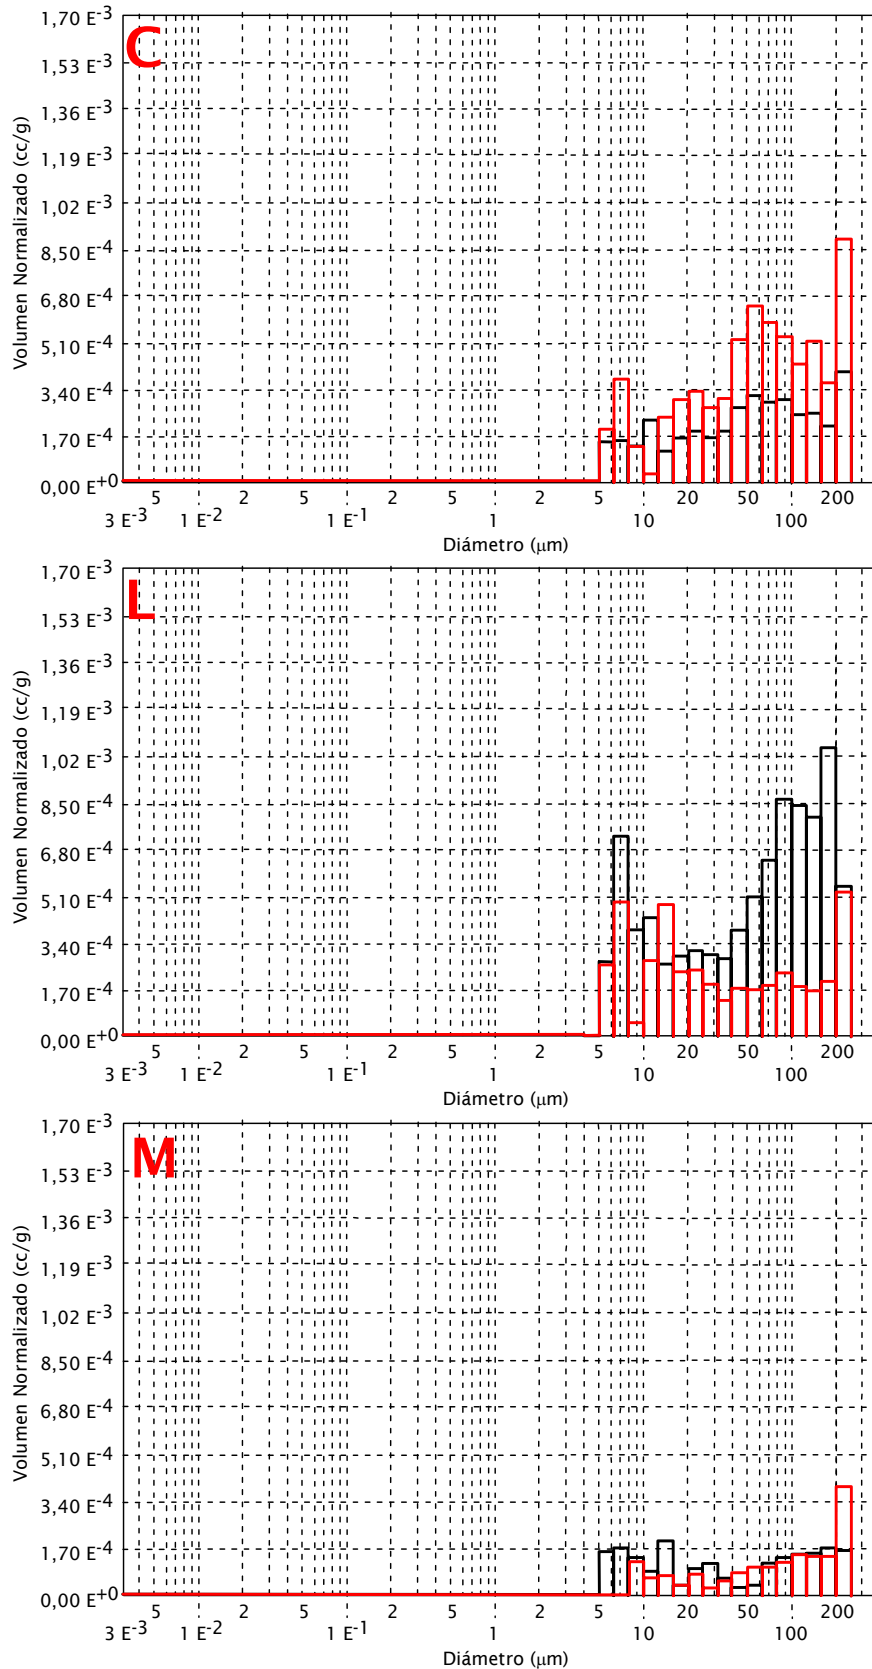 C
Volumen Normalizado (cc/g)
1,70 E-3
1,53 E-3
1,36 E-3
1,19 E-3
1,02 E-3
8,50 E-4
6,80 E-4
5,10 E-4
3,40 E-4
1,70 E-4
0,00 E+0
5 2 5 2 5 2 5 20 50 200
3 E-3 1 E-2 1 E-1 1 10 100
Diámetro (μm)
L
Volumen Normalizado (cc/g)
1,70 E-3
1,53 E-3
1,36 E-3
1,19 E-3
1,02 E-3
8,50 E-4
6,80 E-4
5,10 E-4
3,40 E-4
1,70 E-4
0,00 E+0
5 2 5 2 5 2 5 20 50 200
3 E-3 1 E-2 1 E-1 1 10 100
Diámetro (μm)
M
Volumen Normalizado (cc/g)
1,70 E-3
1,53 E-3
1,36 E-3
1,19 E-3
1,02 E-3
8,50 E-4
6,80 E-4
5,10 E-4
3,40 E-4
1,70 E-4
0,00 E+0
5 2 5 2 5 2 5 20 50 200
3 E-3 1 E-2 1 E-1 1 10 100
Diámetro (μm)